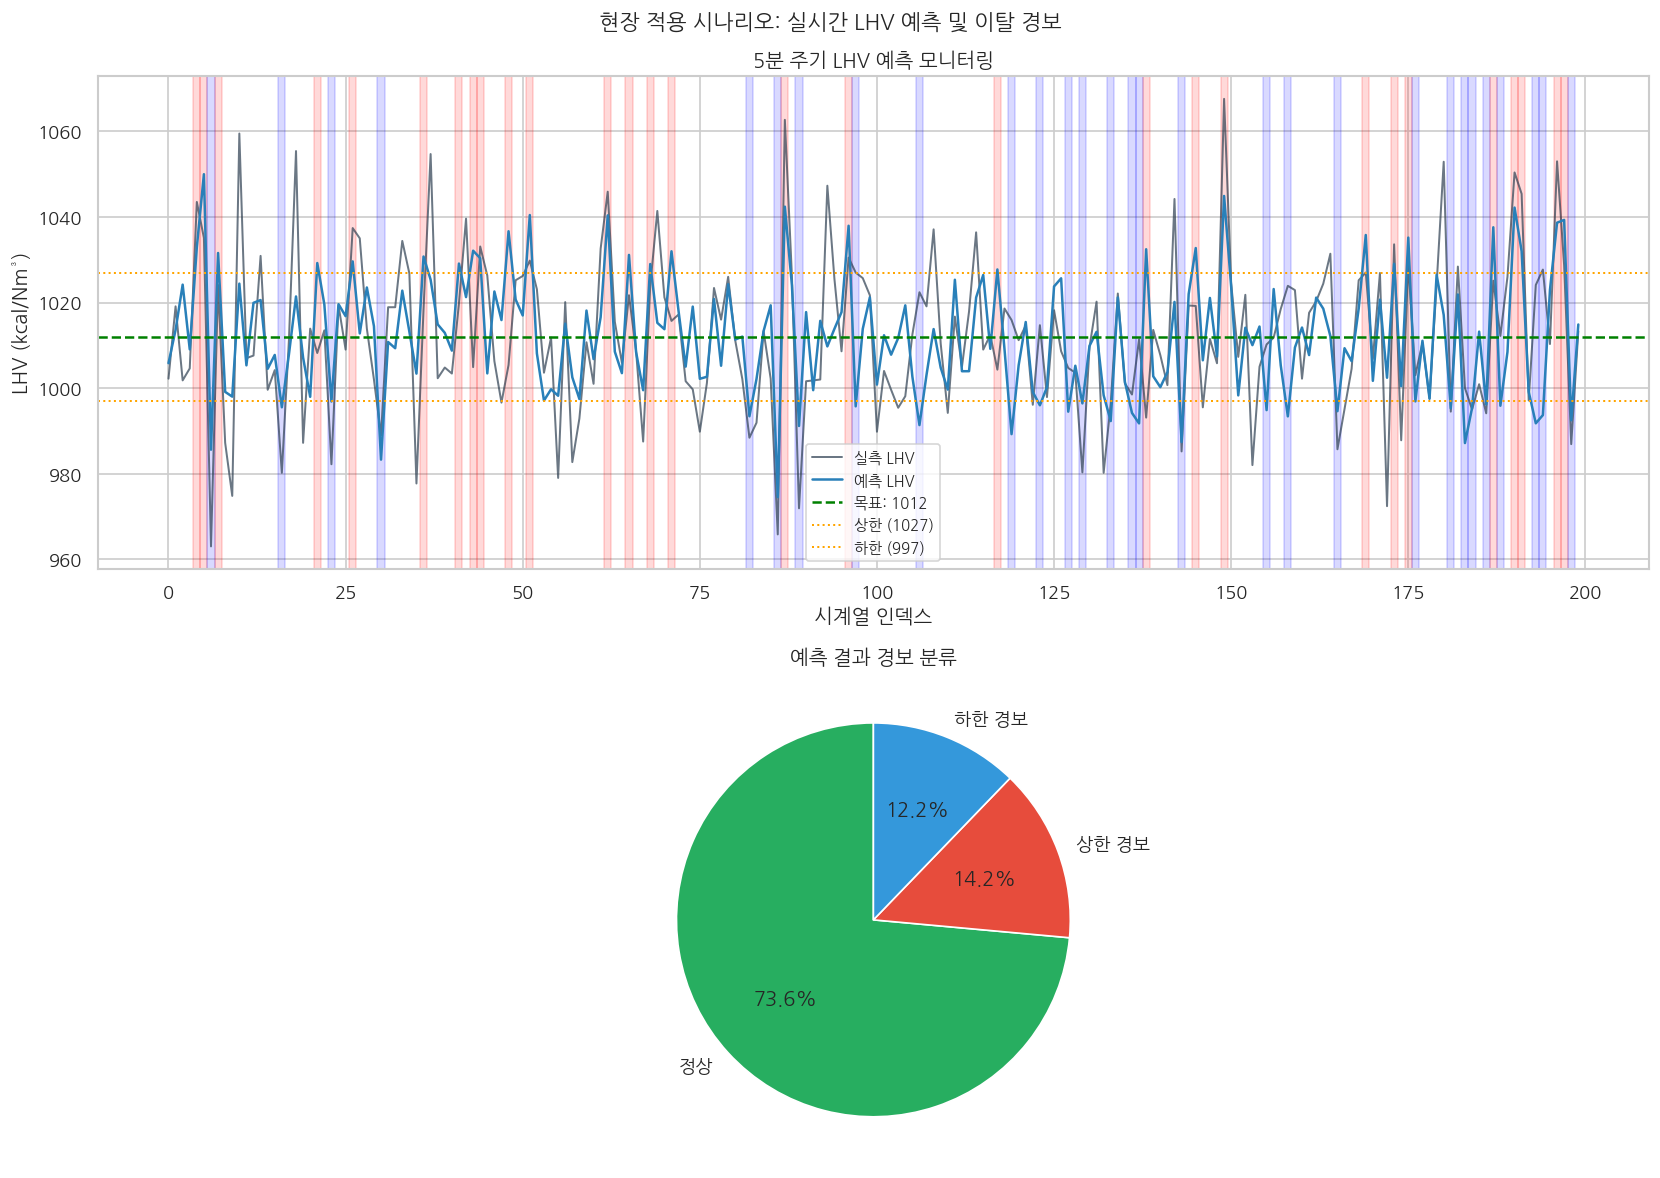 현장 적용 시나리오: 실시간 LHV 예측 및 이탈 경보
5분 주기 LHV 예측 모니터링
LHV (kcal/Nm³)
1060
1040
1020
1000
980
960
실측 LHV
예측 LHV
목표: 1012
상한 (1027)
하한 (997)
0 25 50 75 100 125 150 175 200
시계열 인덱스
예측 결과 경보 분류
하한 경보
12.2%
상한 경보
14.2%
73.6%
정상